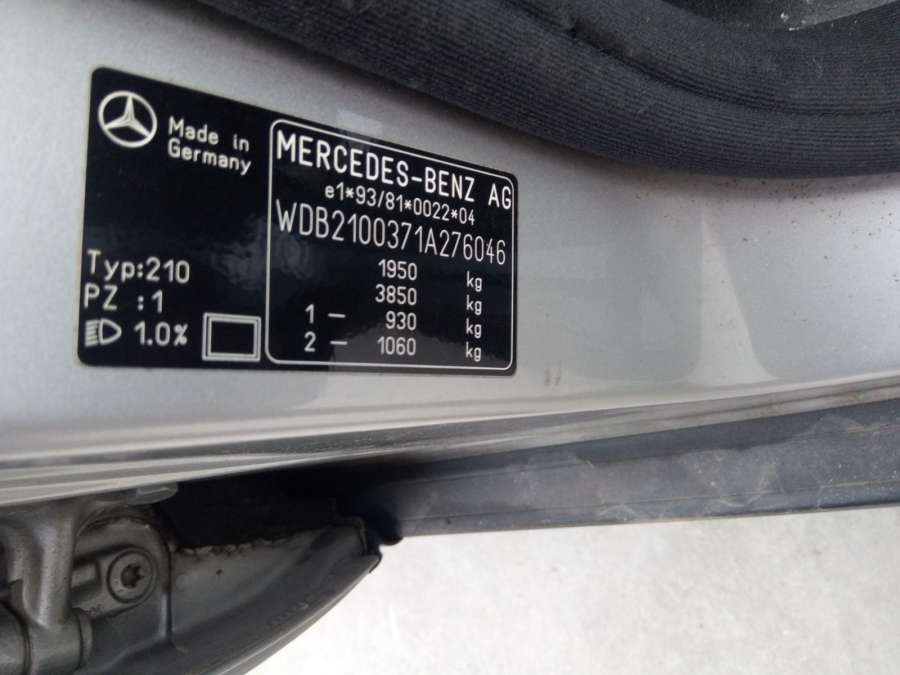 Made in
Germany
Typ:210
PZ :1
1.0%
MERCEDES-BENZ AG
e1*93/81*0022*04
WDB2100371A276046
1950 kg
3850 kg
1 – 930 kg
2 – 1060 kg